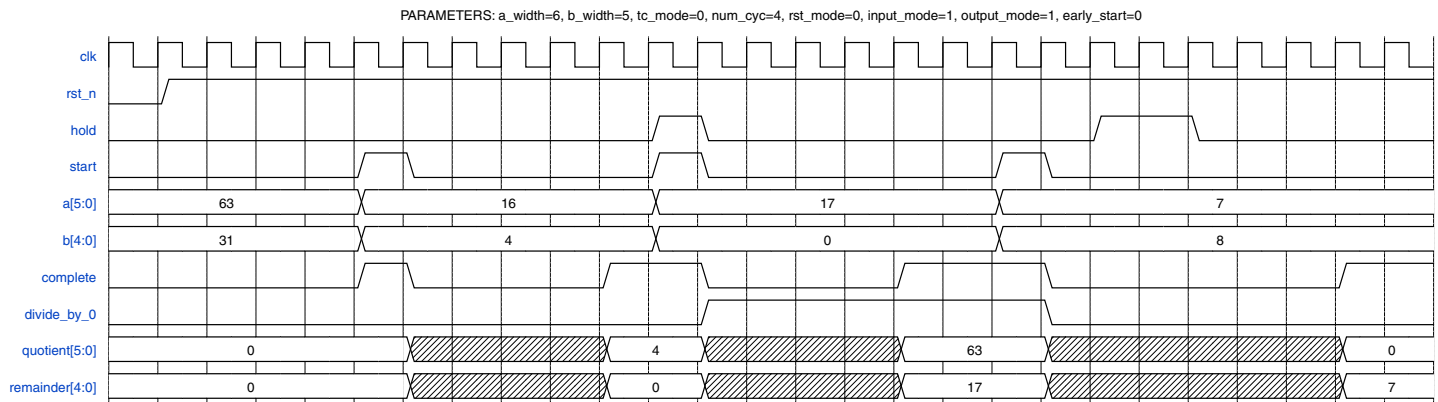 PARAMETERS: a_width=6, b_width=5, tc_mode=0, num_cyc=4, rst_mode=0, input_mode=1, output_mode=1, early_start=0
clk
rst_n
hold
start
a[5:0] 63 16 17 7
b[4:0] 31 4 0 8
complete
divide_by_0
quotient[5:0] 0 4 63 0
remainder[4:0] 0 0 17 7